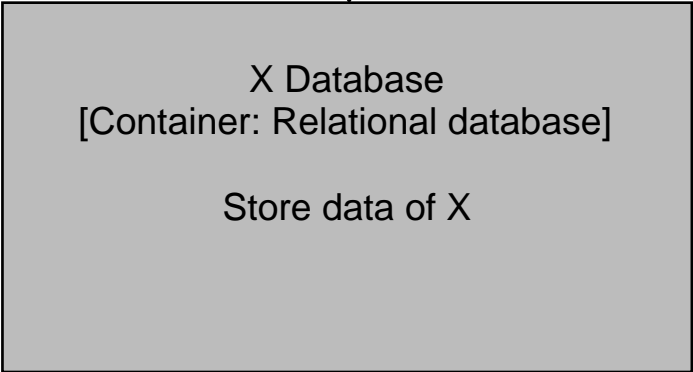 X Database
[Container: Relational database]
Store data of X